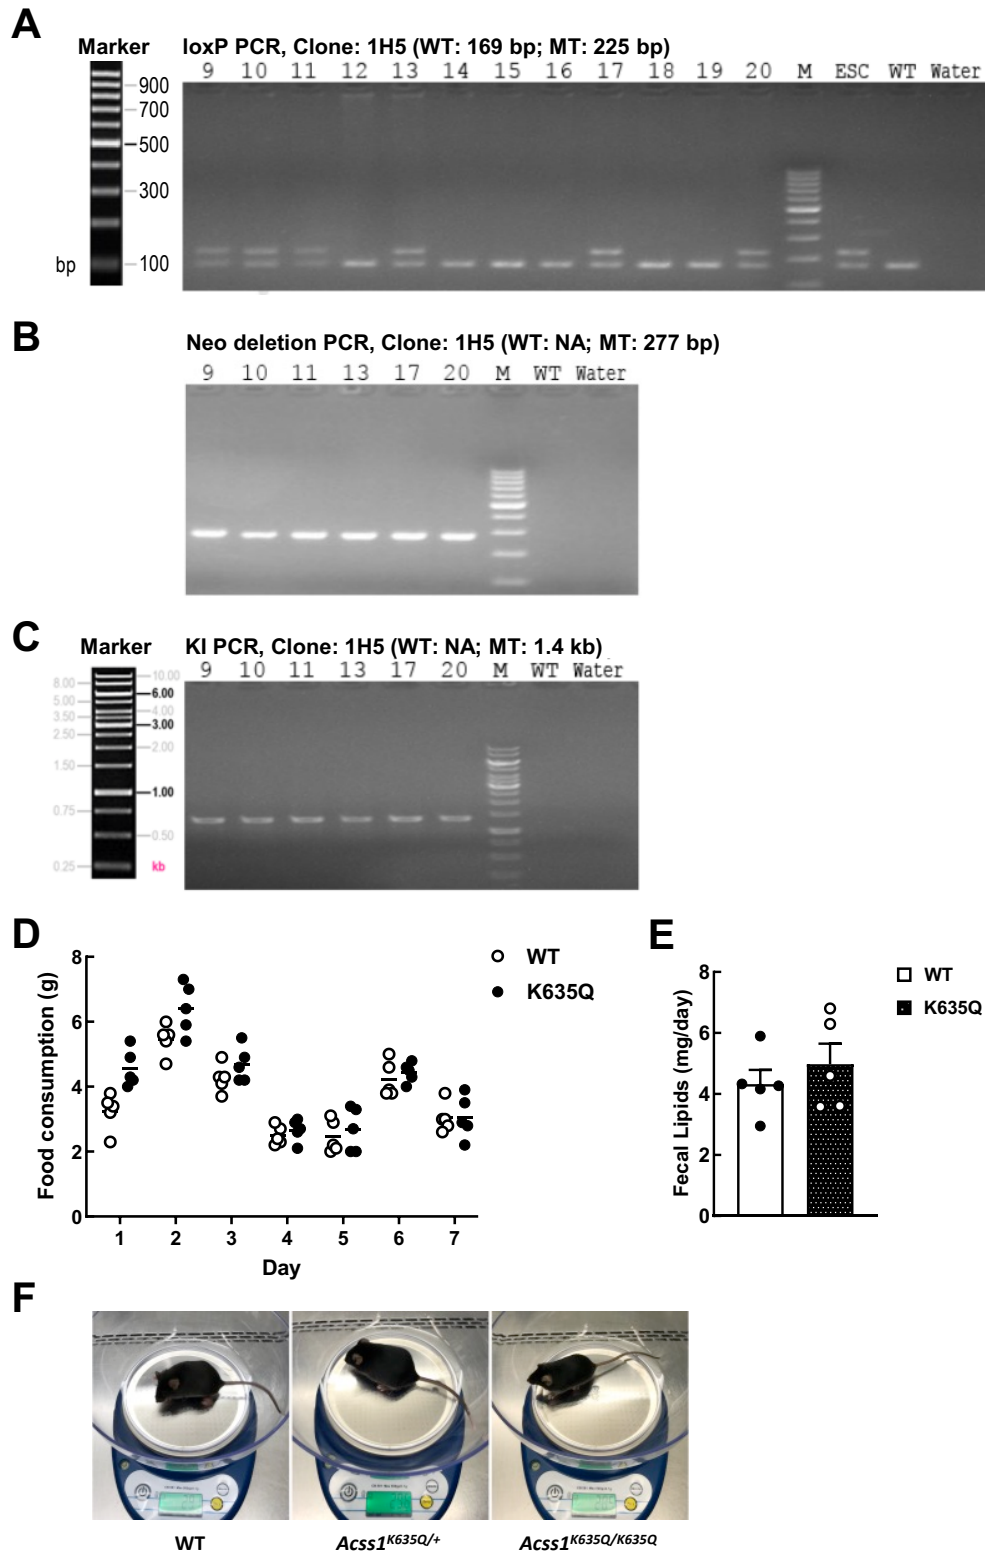 A
Marker loxP PCR, Clone: 1H5 (WT: 169 bp; MT: 225 bp)
9 10 11 12 13 14 15 16 17 18 19 20 M ESC WT Water
900
700
500
300
bp 100
B
Neo deletion PCR, Clone: 1H5 (WT: NA; MT: 277 bp)
9 10 11 13 17 20 M WT Water
C
Marker KI PCR, Clone: 1H5 (WT: NA; MT: 1.4 kb)
9 10 11 13 17 20 M WT Water
8.00 10.00
5.00 6.00
3.50 4.00
3.00
2.50 2.00
1.50
1.00
0.75
0.50
0.25 kb
D
Food consumption (g)
8
6
4
2
0
1 2 3 4 5 6 7
Day
WT
K635Q
E
Fecal Lipids (mg/day)
8
6
4
2
0
WT
K635Q
F
WT Acss1K635Q/+ Acss1K635Q/K635Q